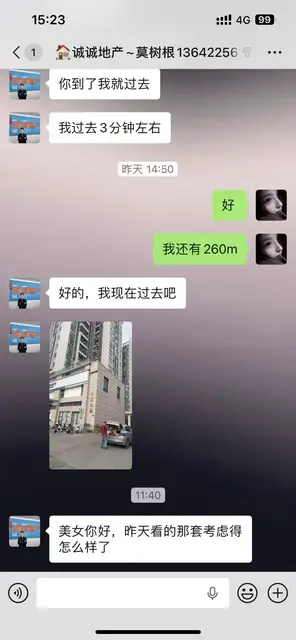 15:23
4G 99
1 诚诚地产~莫树根13642256
你到了我就过去
我过去3分钟左右
昨天 14:50
好
我还有260m
好的，我现在过去吧
11:40
美女你好，昨天看的那套考虑得
怎么样了